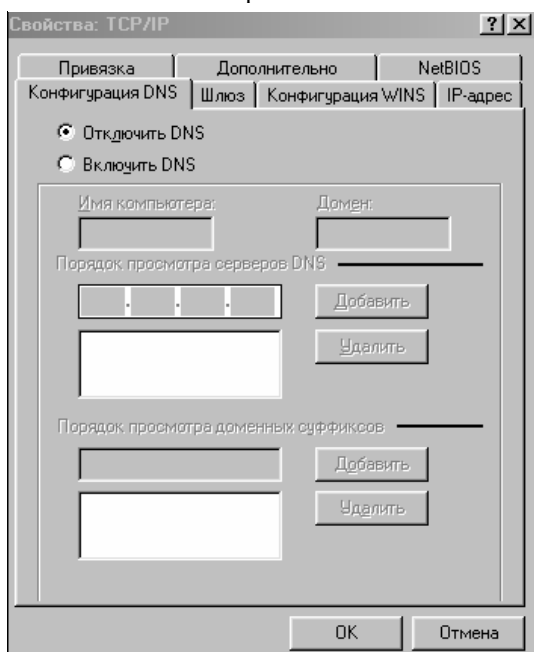 Свойства: TCP/IP
Привязка Дополнительно NetBIOS
Конфигурация DNS Шлюз Конфигурация WINS IP-адрес
Отключить DNS
Включить DNS
Имя компьютера: Домен:
Порядок просмотра серверов DNS
. . . Добавить
Удалить
Порядок просмотра доменных суффиксов
Добавить
Удалить
OK Отмена